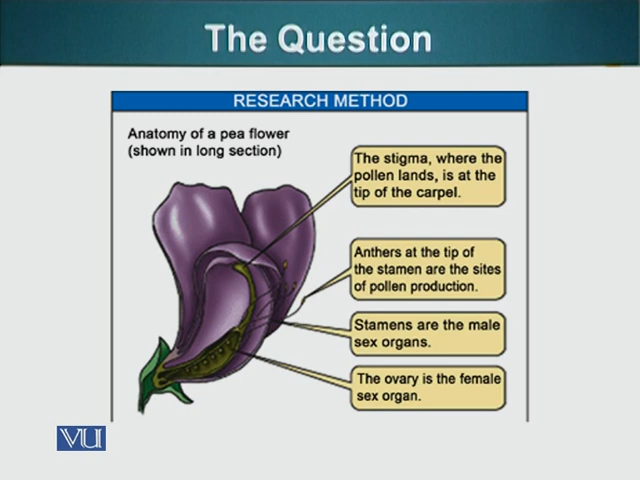 The Question
RESEARCH METHOD
Anatomy of a pea flower
(shown in long section)
The stigma, where the
pollen lands, is at the
tip of the carpel.
Anthers at the tip of
the stamen are the sites
of pollen production.
Stamens are the male
sex organs.
The ovary is the female
sex organ.
VU